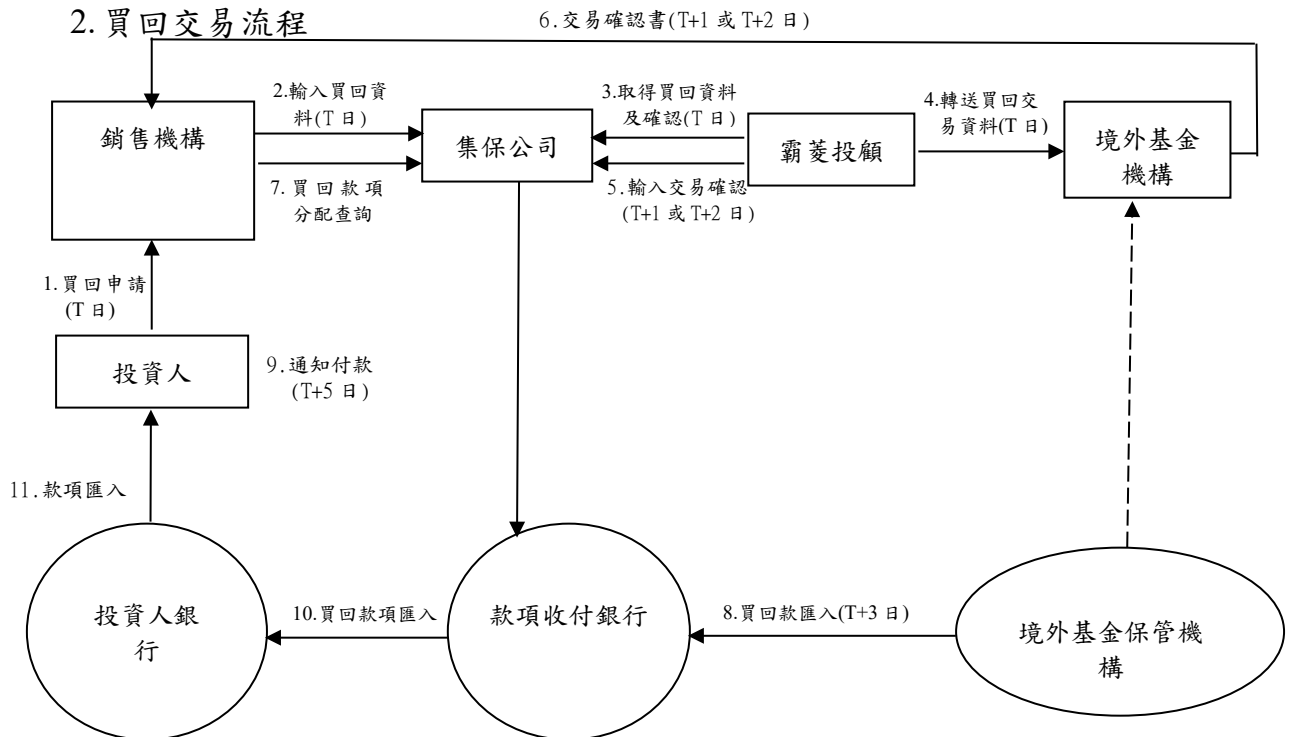 2.買回交易流程
6.交易確認書(T+1 或 T+2 日)
銷售機構
2.輸入買回資
料(T 日)
集保公司
3.取得買回資料
及確認(T 日)
霸菱投顧
4.轉送買回交
易資料(T 日)
境外基金
機構
7.買回款項
分配查詢
5.輸入交易確認
(T+1 或 T+2 日)
1.買回申請
(T 日)
投資人
9.通知付款
(T+5 日)
11.款項匯入
投資人銀
行
10.買回款項匯入
款項收付銀行
8.買回款匯入(T+3 日)
境外基金保管機
構